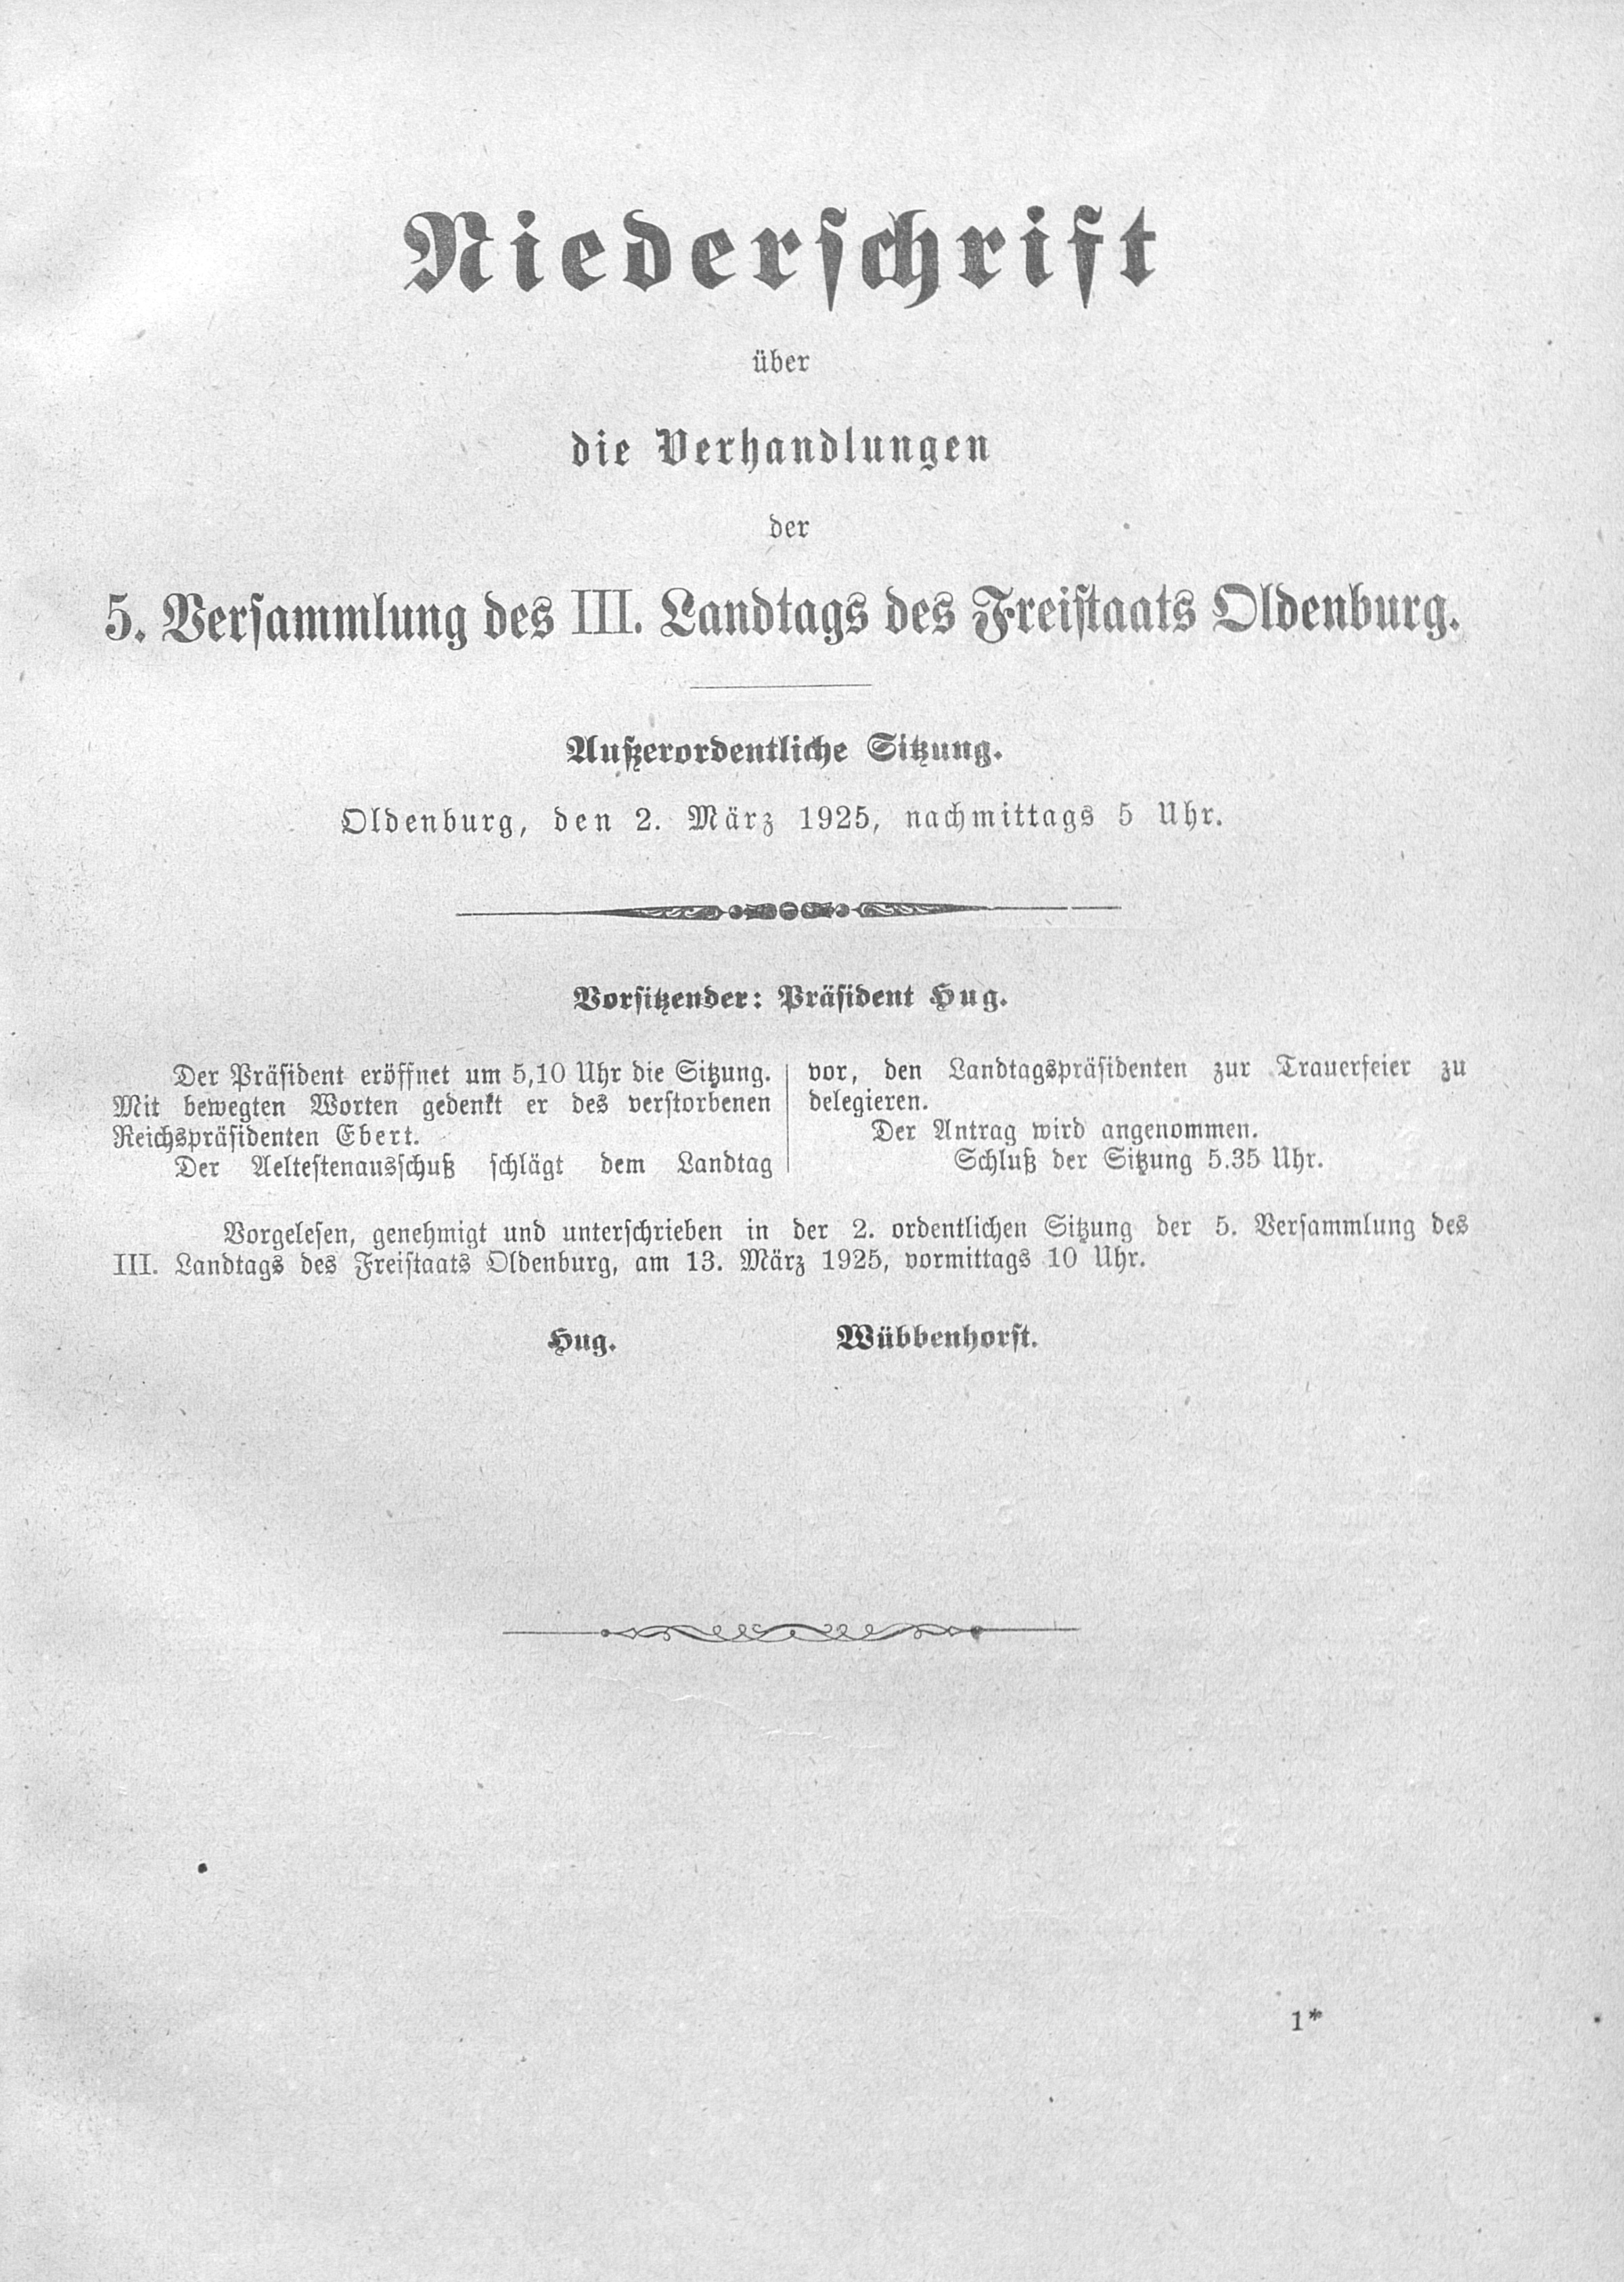 Niederschrift
über
die Verhandlungen
der
5. Versammlung des III. Landtags des Freistaats Oldenburg.
Außerordentliche Sitzung.
Oldenburg, den 2. März 1925, nachmittags 5 Uhr.
Vorsitzender: Präsident Hug.
Der Präsident eröffnet um 5,10 Uhr die Sitzung.
Mit bewegten Worten gedenkt er des verstorbenen
Reichspräsidenten Ebert.
Der Aeltestenausschuß schlägt dem Landtag
vor, den Landtagspräsidenten zur Trauerfeier zu
delegieren.
Der Antrag wird angenommen.
Schluß der Sitzung 5.35 Uhr.
Vorgelesen, genehmigt und unterschrieben in der 2. ordentlichen Sitzung der 5. Versammlung des
III. Landtags des Freistaats Oldenburg, am 13. März 1925, vormittags 10 Uhr.
Hug. Wübbenhorst.
1*